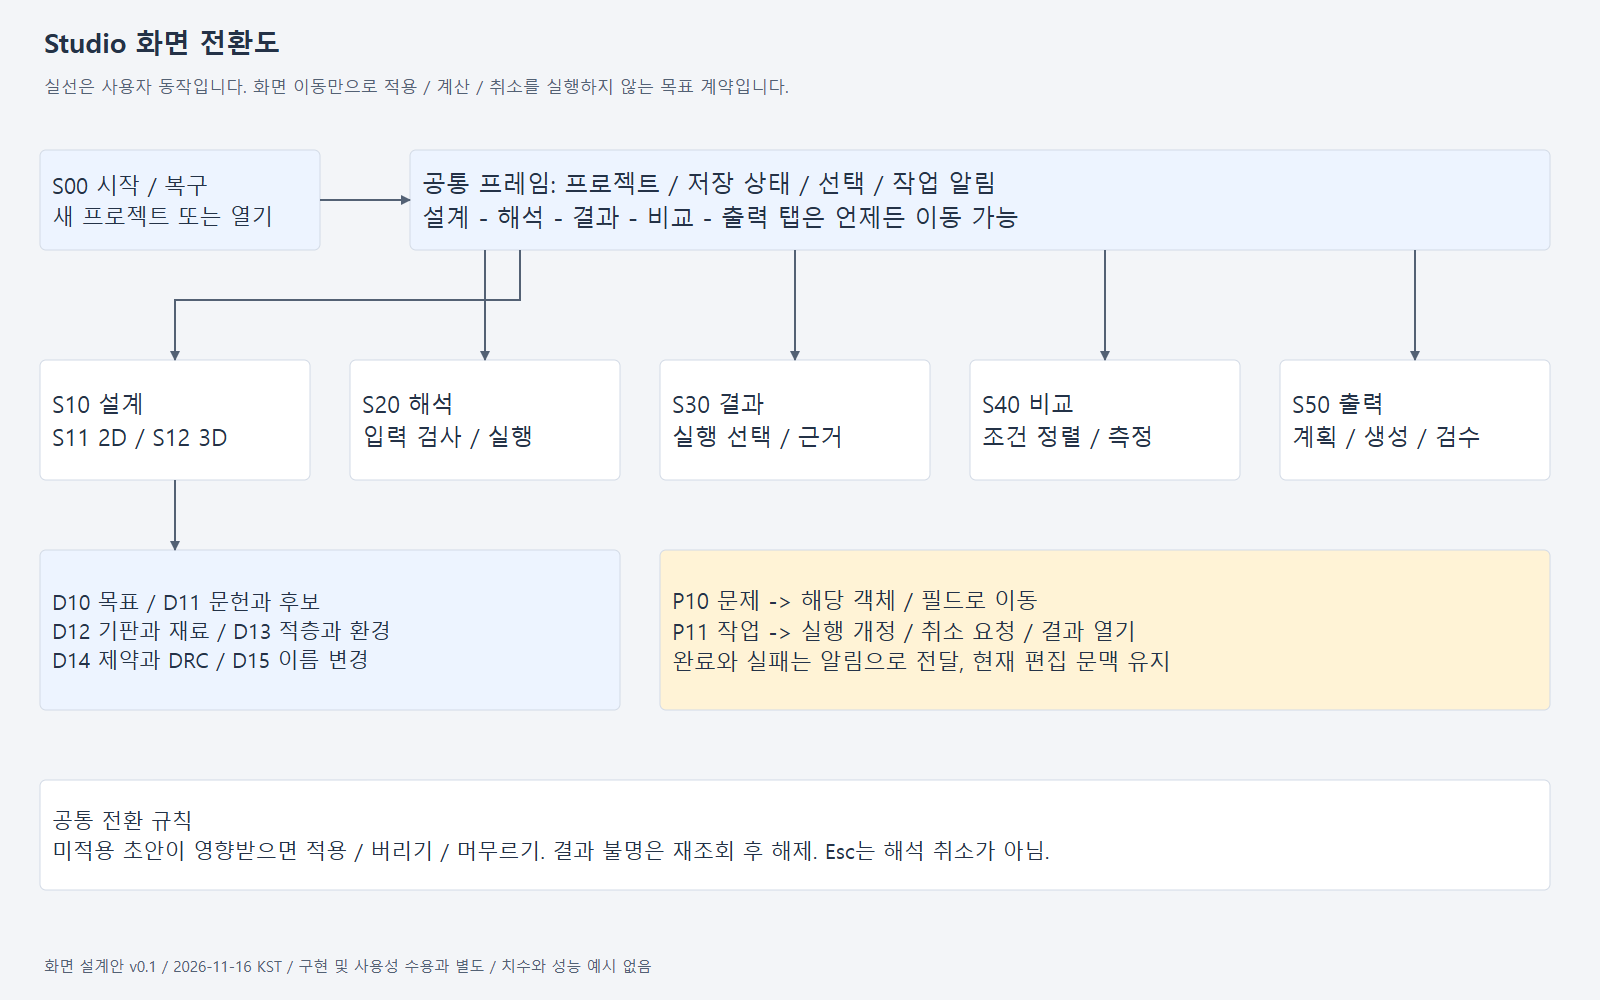 Studio 화면 전환도
실선은 사용자 동작입니다. 화면 이동만으로 적용 / 계산 / 취소를 실행하지 않는 목표 계약입니다.
S00 시작 / 복구
새 프로젝트 또는 열기
공통 프레임: 프로젝트 / 저장 상태 / 선택 / 작업 알림
설계 - 해석 - 결과 - 비교 - 출력 탭은 언제든 이동 가능
S10 설계
S11 2D / S12 3D
S20 해석
입력 검사 / 실행
S30 결과
실행 선택 / 근거
S40 비교
조건 정렬 / 측정
S50 출력
계획 / 생성 / 검수
D10 목표 / D11 문헌과 후보
D12 기판과 재료 / D13 적층과 환경
D14 제약과 DRC / D15 이름 변경
P10 문제 -> 해당 객체 / 필드로 이동
P11 작업 -> 실행 개정 / 취소 요청 / 결과 열기
완료와 실패는 알림으로 전달, 현재 편집 문맥 유지
공통 전환 규칙
미적용 초안이 영향받으면 적용 / 버리기 / 머무르기. 결과 불명은 재조회 후 해제. Esc는 해석 취소가 아님.
화면 설계안 v0.1 / 2026-11-16 KST / 구현 및 사용성 수용과 별도 / 치수와 성능 예시 없음